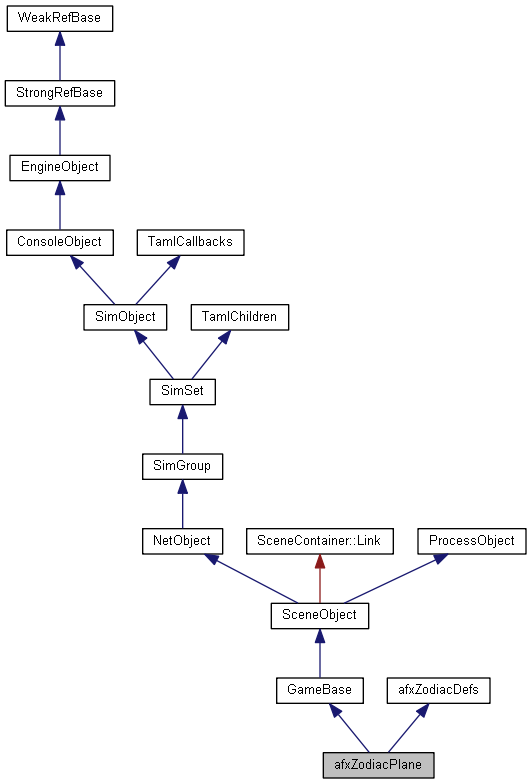 WeakRefBase
StrongRefBase
EngineObject
ConsoleObject
TamlCallbacks
SimObject
TamlChildren
SimSet
SimGroup
NetObject
SceneContainer::Link
ProcessObject
SceneObject
GameBase
afxZodiacDefs
afxZodiacPlane